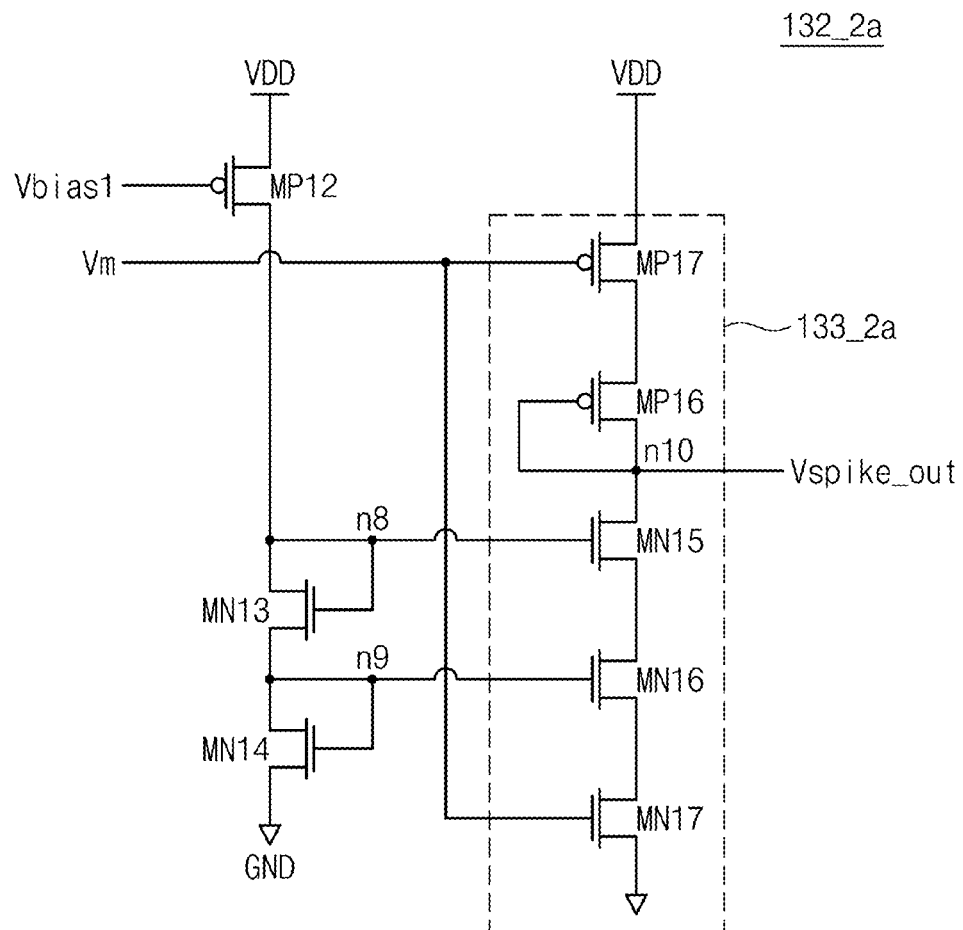 132_2a
VDD
VDD
Vbias1
MP12
Vm
MP17
133_2a
MP16
n10
Vspike_out
n8
MN15
MN13
n9
MN16
MN14
MN17
GND